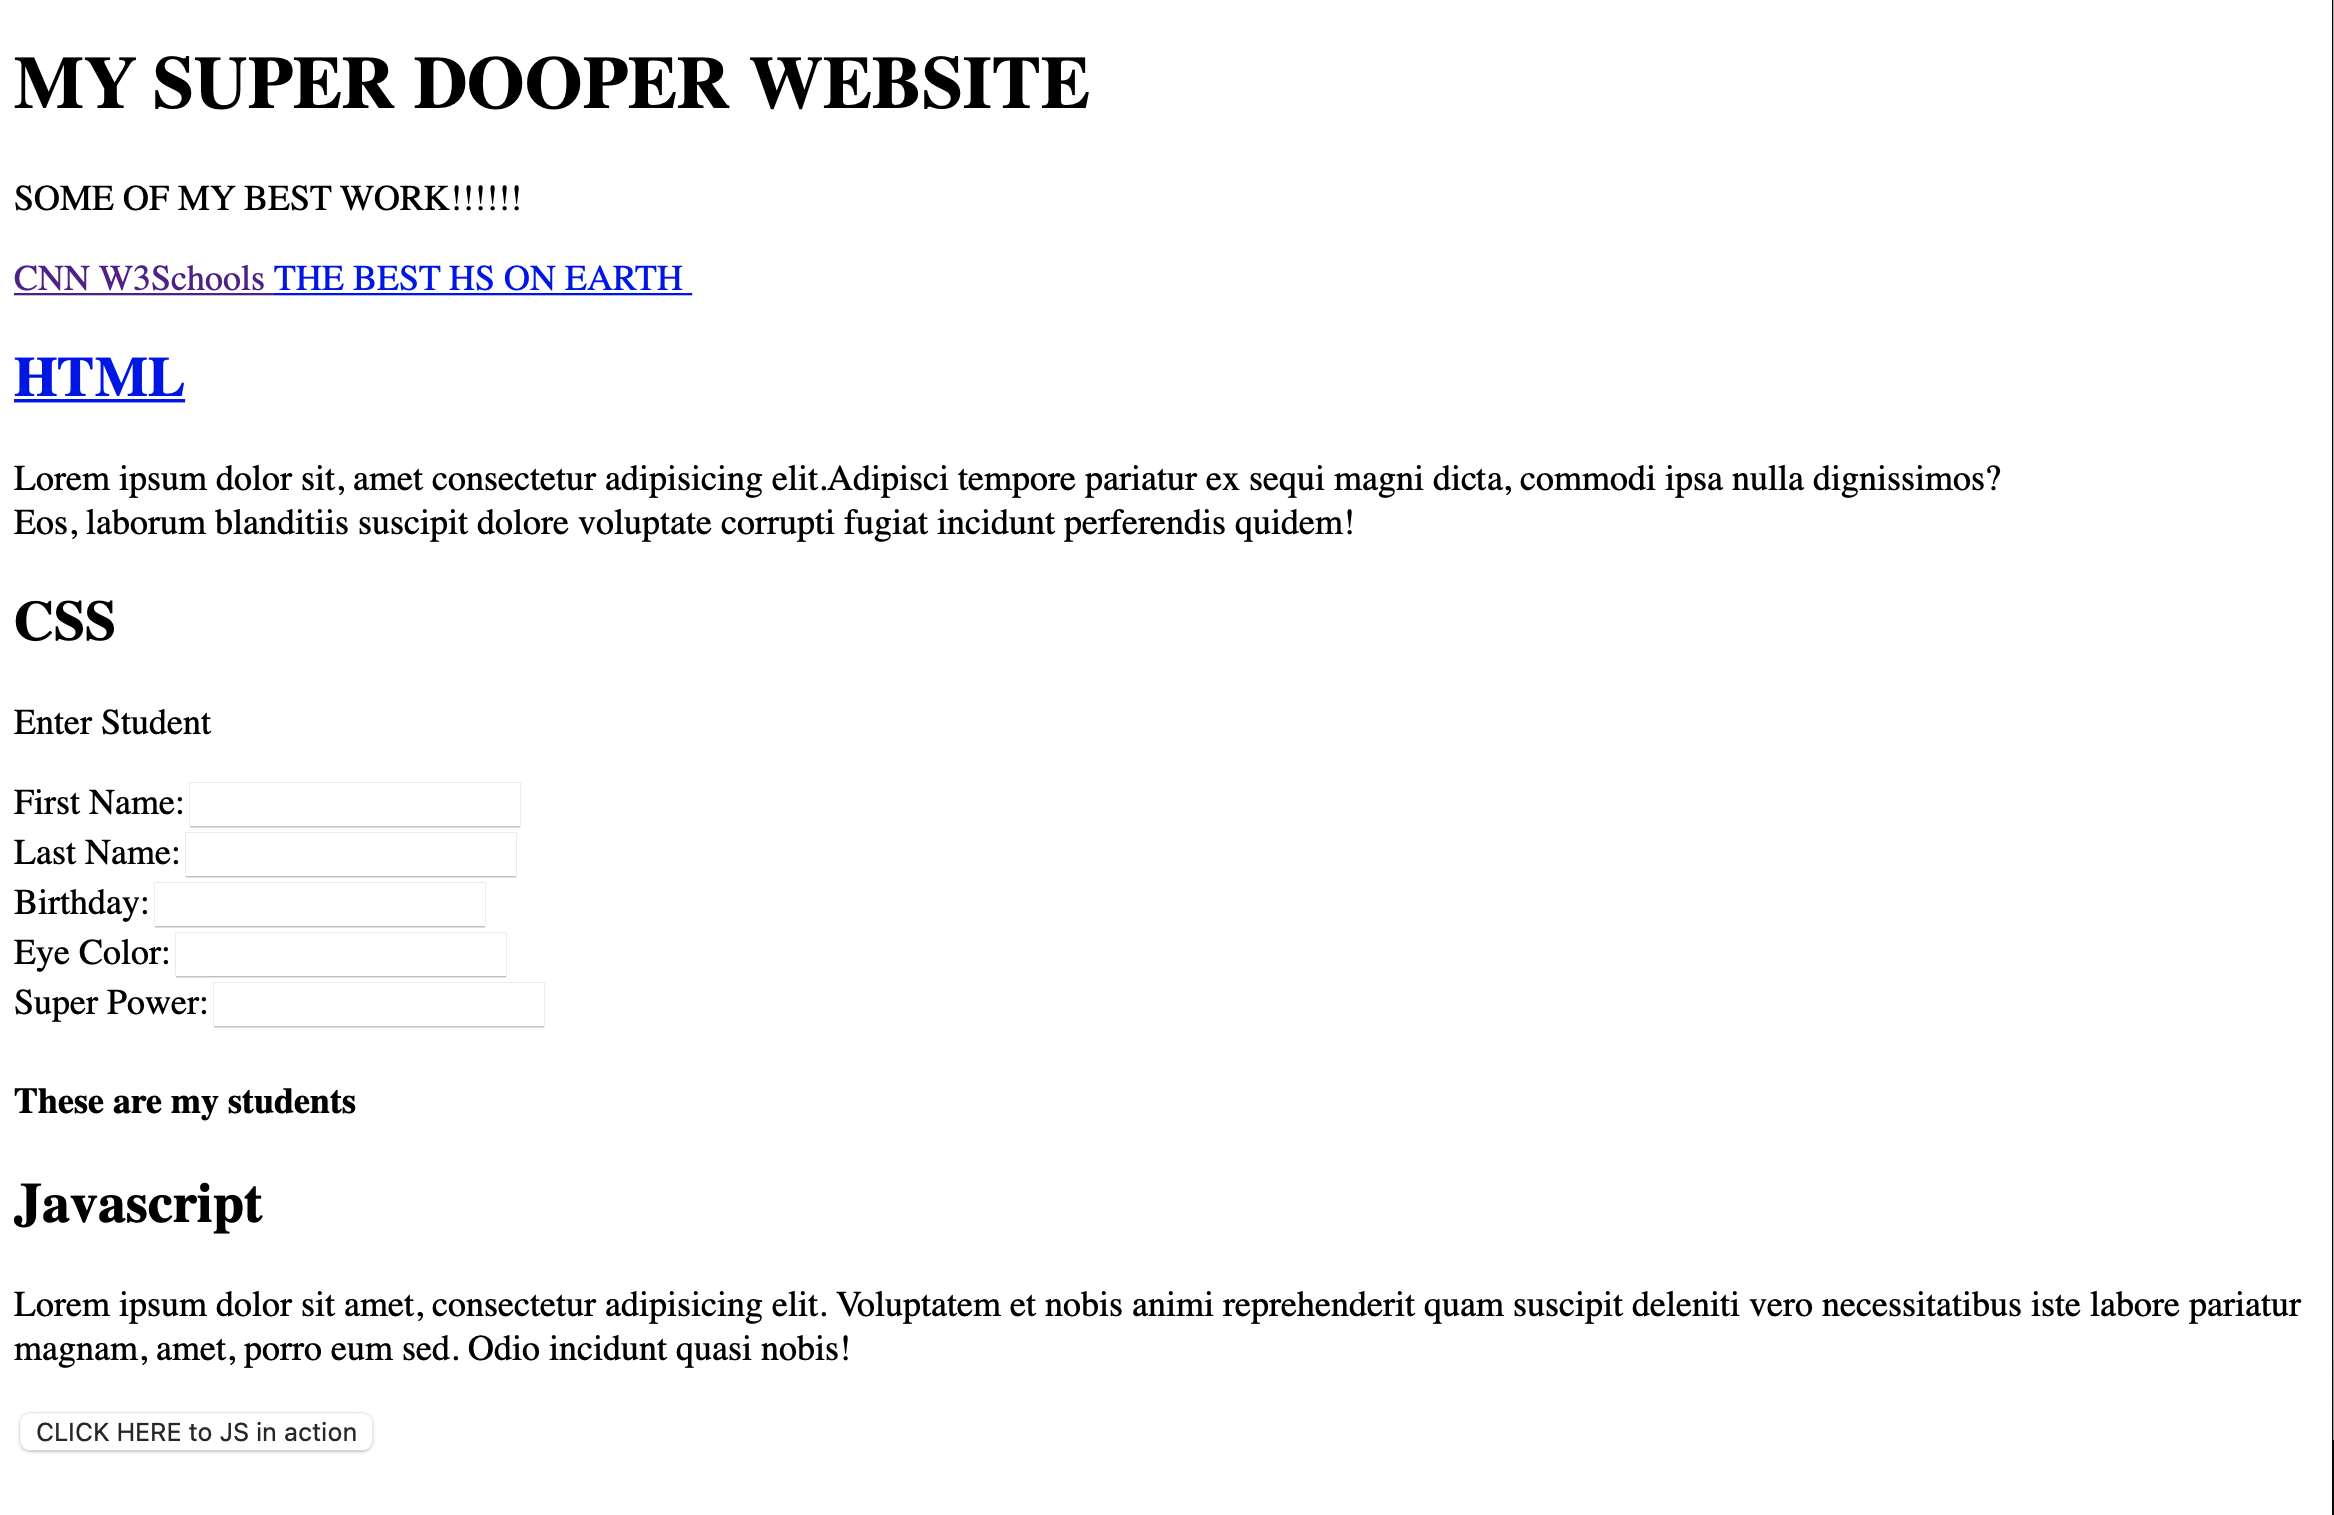 MY SUPER DOOPER WEBSITE
SOME OF MY BEST WORK!!!!!!
CNN W3Schools THE BEST HS ON EARTH
HTML
Lorem ipsum dolor sit, amet consectetur adipisicing elit.Adipisci tempore pariatur ex sequi magni dicta, commodi ipsa nulla dignissimos?
Eos, laborum blanditiis suscipit dolore voluptate corrupti fugiat incidunt perferendis quidem!
CSS
Enter Student
First Name:
Last Name:
Birthday:
Eye Color:
Super Power:
These are my students
Javascript
Lorem ipsum dolor sit amet, consectetur adipisicing elit. Voluptatem et nobis animi reprehenderit quam suscipit deleniti vero necessitatibus iste labore pariatur
magnam, amet, porro eum sed. Odio incidunt quasi nobis!
CLICK HERE to JS in action